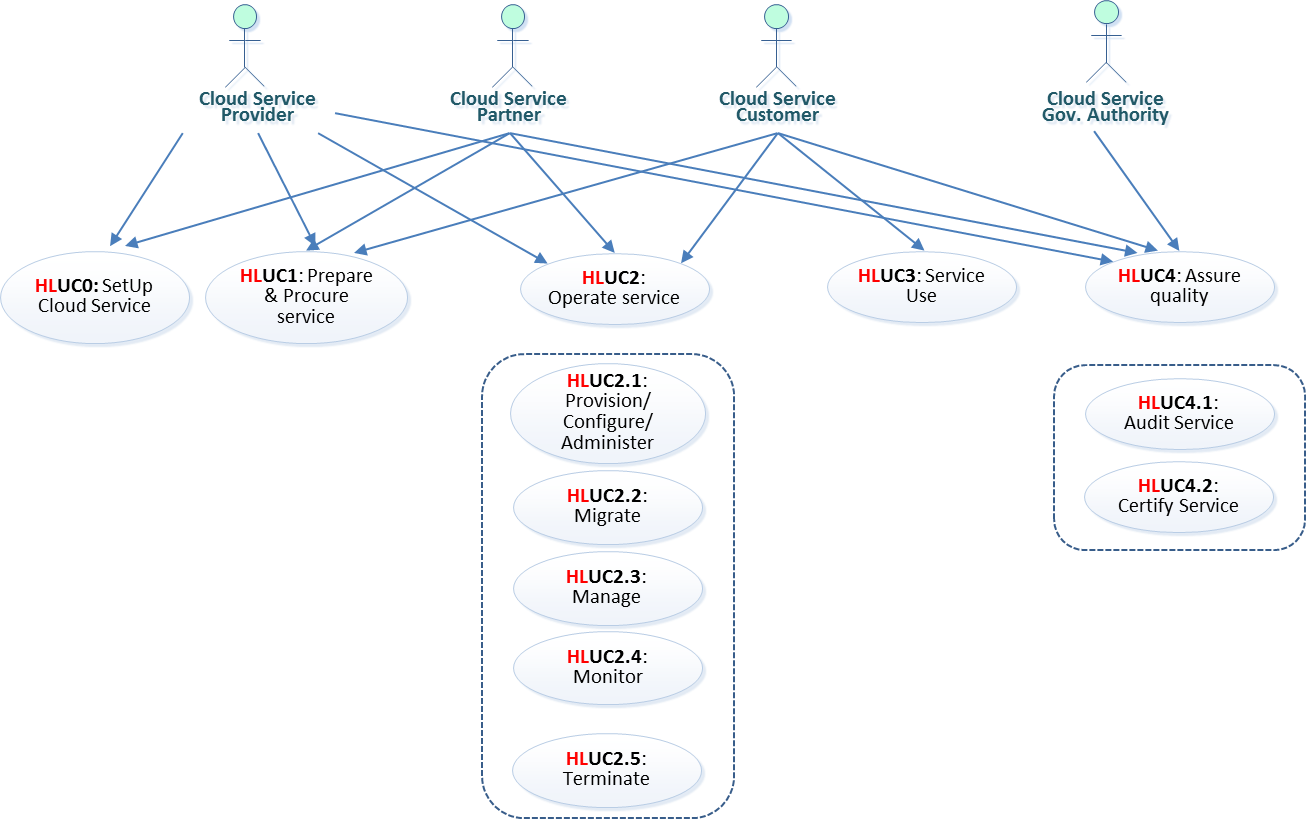 Cloud Service
Provider
Cloud Service
Partner
Cloud Service
Customer
Cloud Service
Gov. Authority
HLUC0: SetUp
Cloud Service
HLUC1: Prepare
& Procure
service
HLUC2:
Operate service
HLUC3: Service
Use
HLUC4: Assure
quality
HLUC2.1:
Provision/
Configure/
Administer
HLUC2.2:
Migrate
HLUC2.3:
Manage
HLUC2.4:
Monitor
HLUC2.5:
Terminate
HLUC4.1:
Audit Service
HLUC4.2:
Certify Service